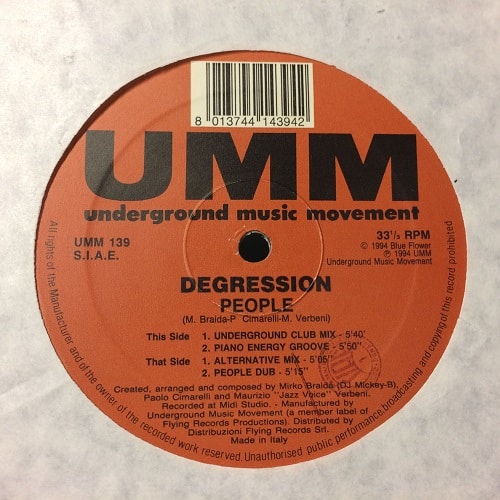 8 013744 143942
UMM
underground music movement
UMM 139
S.I.A.E.
33⅓ RPM
© 1994 Blue Flower
℗ 1994 UMM
Underground Music Movement
DEGRESSION
PEOPLE
(M. Braida-P Cimarelli-M. Verbeni)
This Side 1. UNDERGROUND CLUB MIX - 5'40'
2. PIANO ENERGY GROOVE - 5'50"
That Side 1. ALTERNATIVE MIX - 5'05"
2. PEOPLE DUB - 5'15"
Created, arranged and composed by Mirko Braida (DJ Mickey-B),
Paolo Cimarelli and Maurizio "Jazz Voice" Verbeni.
Recorded at Midi Studio. - Manufactured by
Underground Music Movement (a member label of
Flying Records Productions). Distributed by
Distribuzioni Flying Records Srl.
Made in Italy
All rights of the Manufacturer and of the owner of the recorded work reserved. Unauthorised public performance, broadcasting and copying of this record prohibited